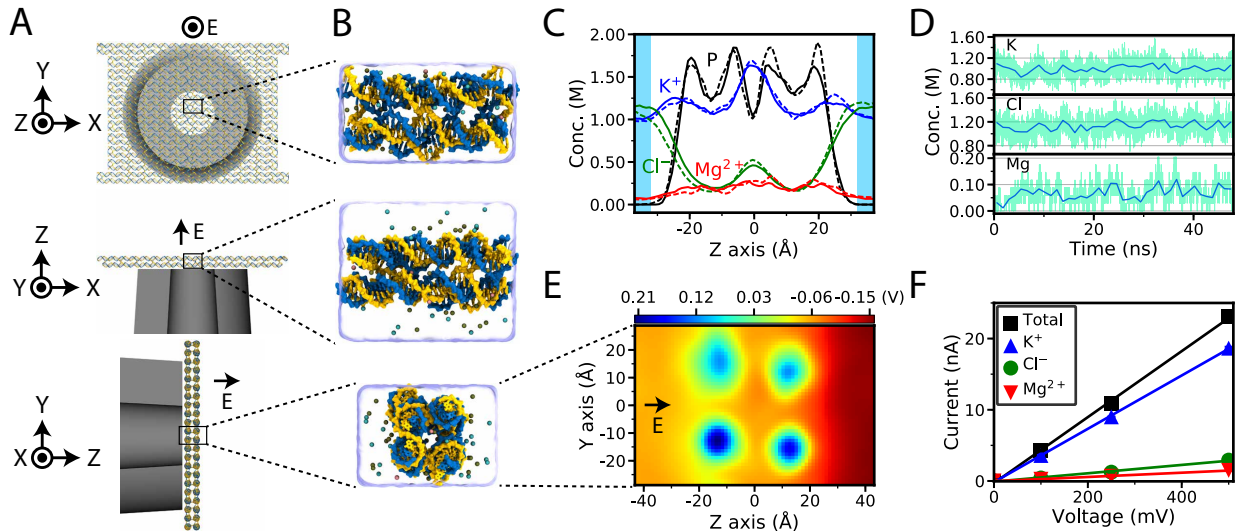 A
E
Y
Z
X
E
Z
Y
X
Y
X
Z
E
B
C
2.00
1.50
1.00
0.50
0.00
Conc. (M)
P
K⁺
Cl⁻
Mg²⁺
-20
0
20
Z axis (Å)
D
1.60
K
1.20
0.80
1.60
Cl
1.20
0.80
0.20
Mg
0.10
0.00
Conc. (M)
0
10
20
30
40
Time (ns)
E
0.21
0.12
0.03
-0.06
-0.15
(V)
20
10
0
-10
-20
Y axis (Å)
E
-40
-20
0
20
40
Z axis (Å)
F
Total
K⁺
Cl⁻
Mg²⁺
20
10
0
Current (nA)
0
200
400
Voltage (mV)